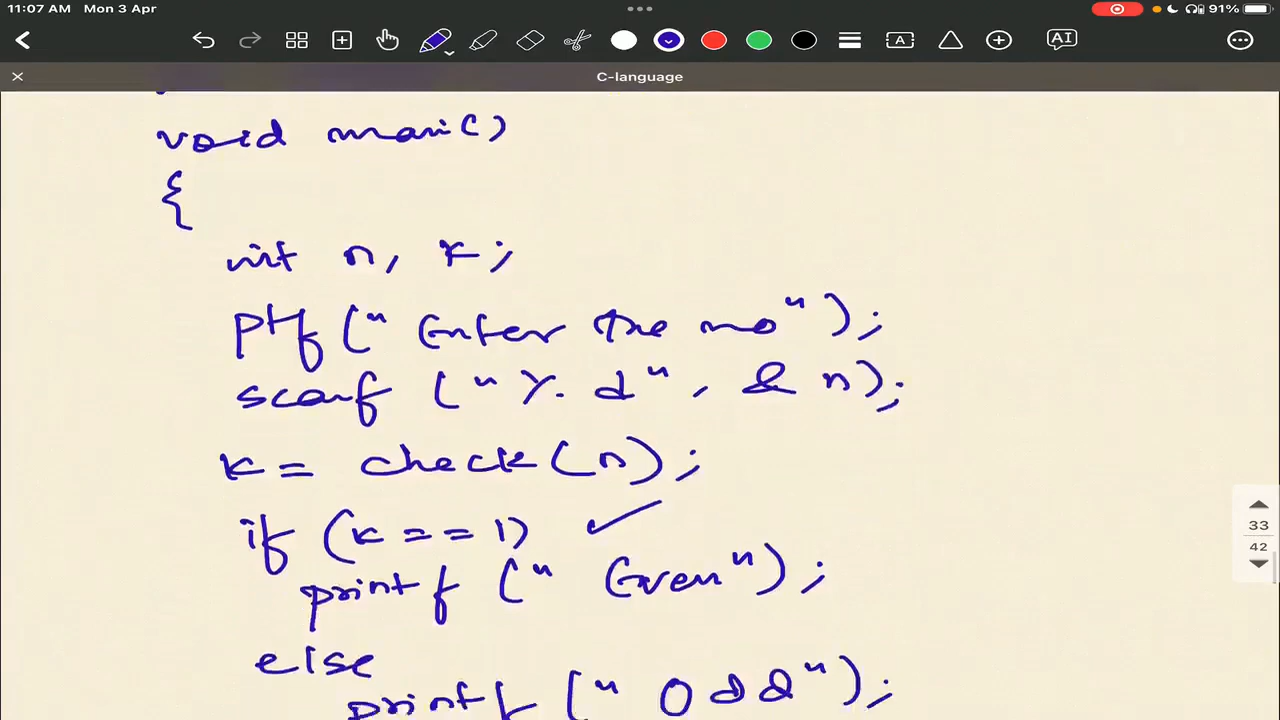 11:07 AM Mon 3 Apr
91%
A
AI
C-language
void main()
{
int n, k;
ptf ("Enter the no");
scanf ("%d", & n);
k = check(n);
if (k == 1)
printf (" Even");
else
printf (" Odd");
33
42